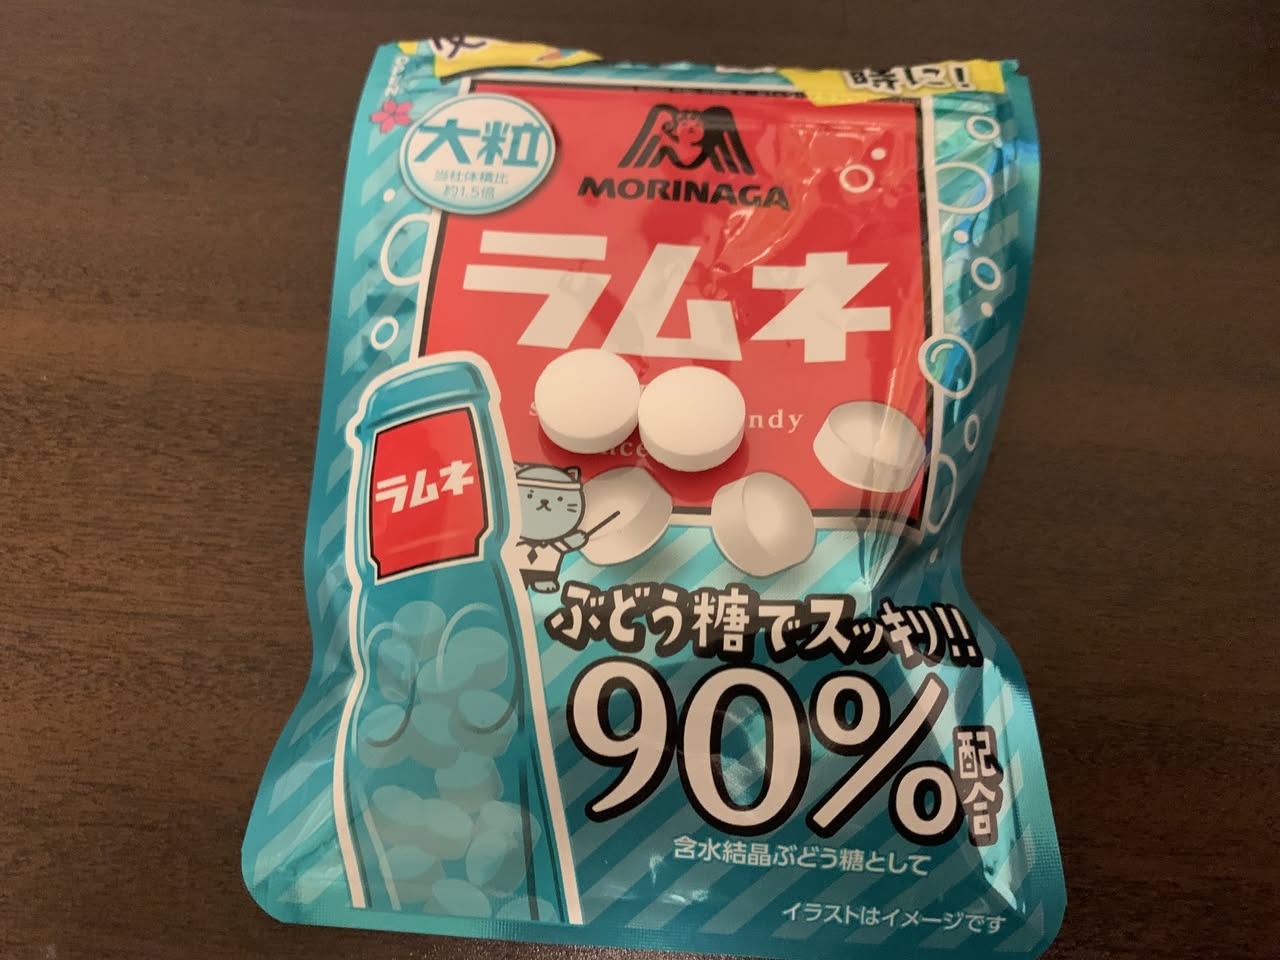 時に!
大粒
当社体積比
約1.5倍
MORINAGA
ラムネ
ndy
ラムネ
ぶどう糖でスッキリ!!
90%
配合
含水結晶ぶどう糖として
イラストはイメージです